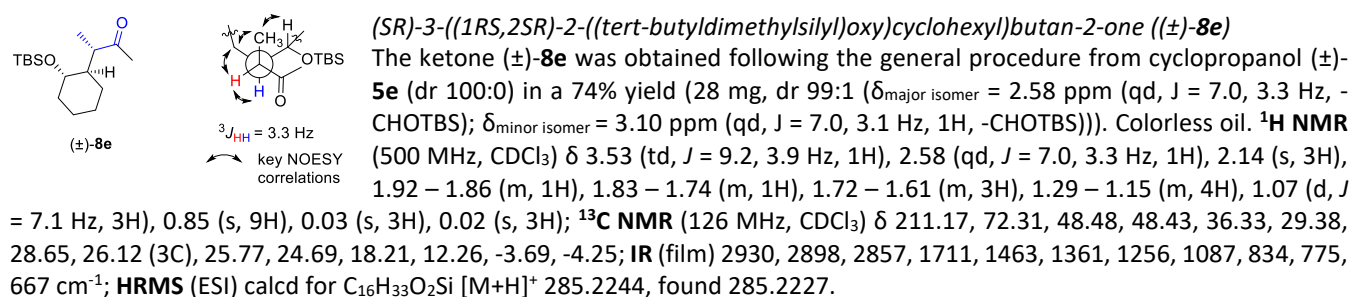 O
TBSO
H
(±)-8e
CH₃
H
OTBS
H
H
O
³J_HH = 3.3 Hz
key NOESY
correlations
(SR)-3-((1RS,2SR)-2-((tert-butyldimethylsilyl)oxy)cyclohexyl)butan-2-one ((±)-8e)
The ketone (±)-8e was obtained following the general procedure from cyclopropanol (±)-
5e (dr 100:0) in a 74% yield (28 mg, dr 99:1 (δmajor isomer = 2.58 ppm (qd, J = 7.0, 3.3 Hz, -
CHOTBS); δminor isomer = 3.10 ppm (qd, J = 7.0, 3.1 Hz, 1H, -CHOTBS))). Colorless oil. ¹H NMR
(500 MHz, CDCl₃) δ 3.53 (td, J = 9.2, 3.9 Hz, 1H), 2.58 (qd, J = 7.0, 3.3 Hz, 1H), 2.14 (s, 3H),
1.92 – 1.86 (m, 1H), 1.83 – 1.74 (m, 1H), 1.72 – 1.61 (m, 3H), 1.29 – 1.15 (m, 4H), 1.07 (d, J
= 7.1 Hz, 3H), 0.85 (s, 9H), 0.03 (s, 3H), 0.02 (s, 3H); ¹³C NMR (126 MHz, CDCl₃) δ 211.17, 72.31, 48.48, 48.43, 36.33, 29.38,
28.65, 26.12 (3C), 25.77, 24.69, 18.21, 12.26, -3.69, -4.25; IR (film) 2930, 2898, 2857, 1711, 1463, 1361, 1256, 1087, 834, 775,
667 cm⁻¹; HRMS (ESI) calcd for C₁₆H₃₃O₂Si [M+H]⁺ 285.2244, found 285.2227.